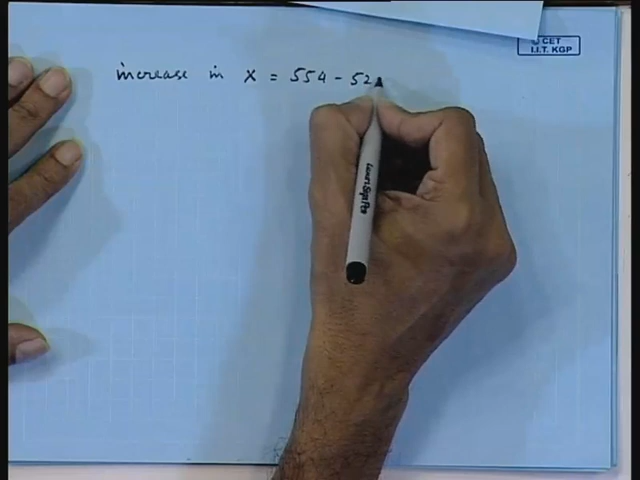 © CET
I.I.T. KGP
increase in X = 554 - 52